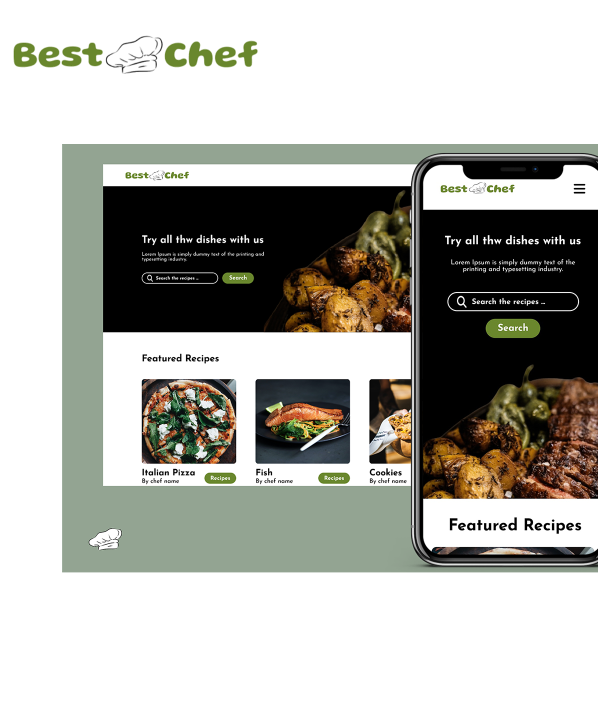 Best Chef
Best Chef
Try all thw dishes with us
Lorem Ipsum is simply dummy text of the printing and
typesetting industry.
Search the recipes ...
Search
Featured Recipes
Italian Pizza
By chef name
Recipes
Fish
By chef name
Recipes
Cookies
By chef name
Best Chef
Try all thw dishes with us
Lorem Ipsum is simply dummy text of the
printing and typesetting industry.
Search the recipes ...
Search
Featured Recipes